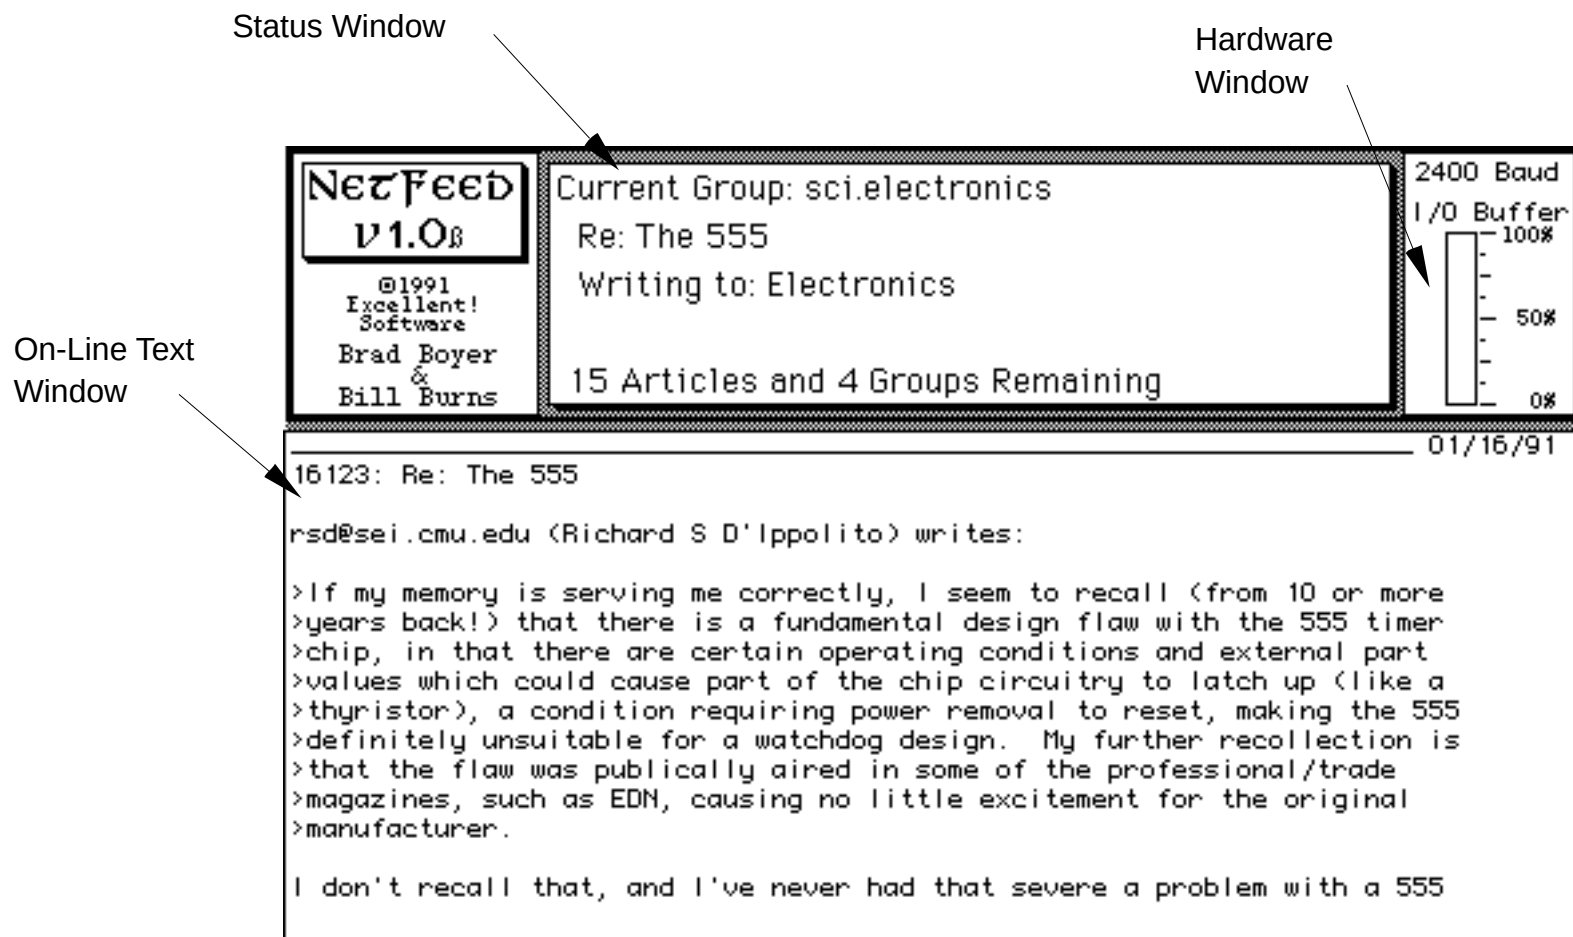 Status Window
Hardware
Window
NetFeed
v1.0ß
©1991
Excellent!
Software
Brad Boyer
&
Bill Burns
Current Group: sci.electronics
Re: The 555
Writing to: Electronics
15 Articles and 4 Groups Remaining
2400 Baud
I/O Buffer
100%
50%
0%
On-Line Text
Window
01/16/91
16123: Re: The 555
rsd@sei.cmu.edu (Richard S D'Ippolito) writes:
>If my memory is serving me correctly, I seem to recall (from 10 or more
>years back!) that there is a fundamental design flaw with the 555 timer
>chip, in that there are certain operating conditions and external part
>values which could cause part of the chip circuitry to latch up (like a
>thyristor), a condition requiring power removal to reset, making the 555
>definitely unsuitable for a watchdog design.  My further recollection is
>that the flaw was publically aired in some of the professional/trade
>magazines, such as EDN, causing no little excitement for the original
>manufacturer.
I don't recall that, and I've never had that severe a problem with a 555